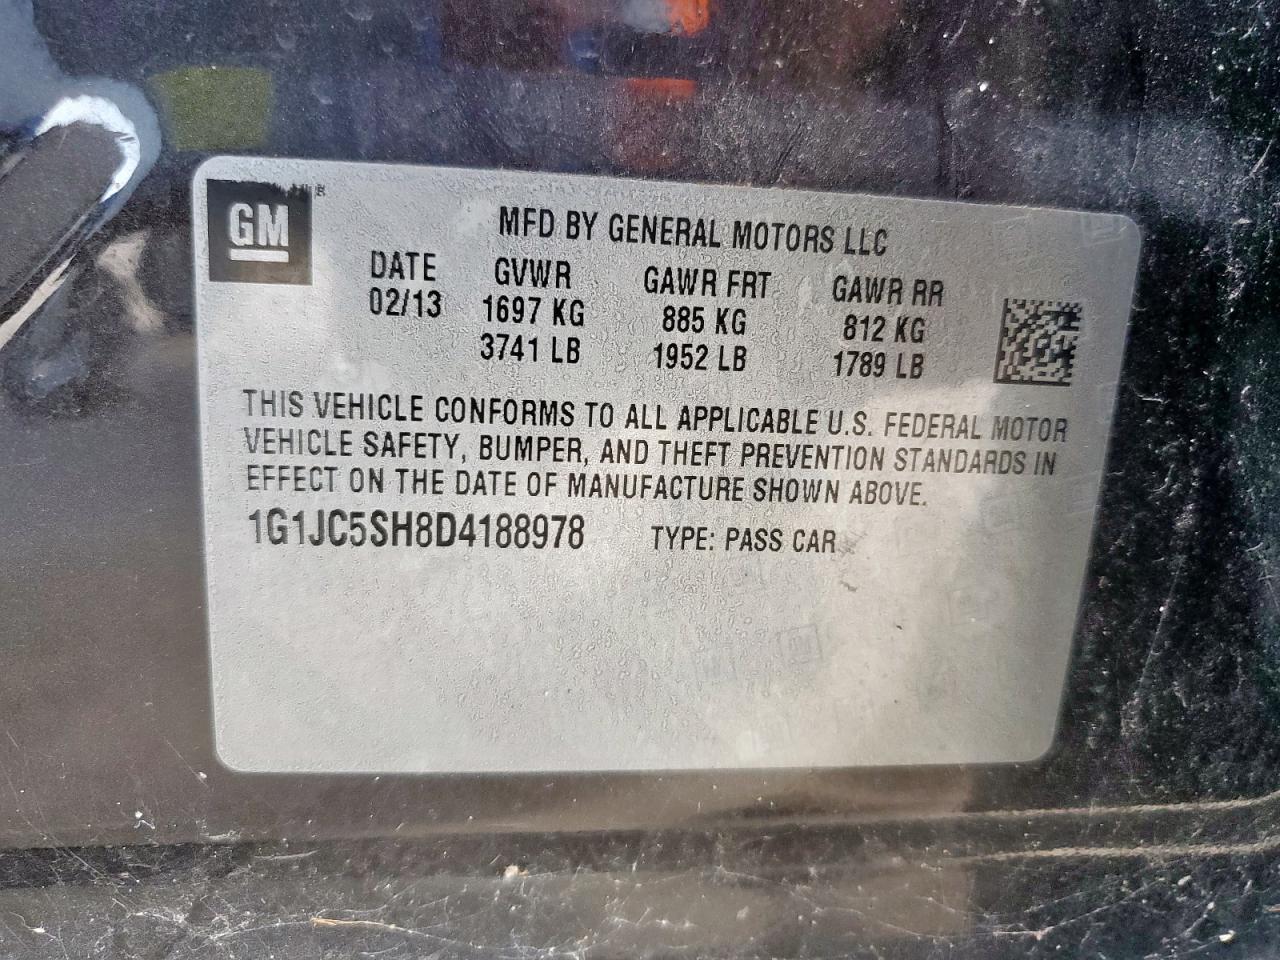 GM
MFD BY GENERAL MOTORS LLC
DATE GVWR GAWR FRT GAWR RR
02/13 1697 KG 885 KG 812 KG
3741 LB 1952 LB 1789 LB
THIS VEHICLE CONFORMS TO ALL APPLICABLE U.S. FEDERAL MOTOR
VEHICLE SAFETY, BUMPER, AND THEFT PREVENTION STANDARDS IN
EFFECT ON THE DATE OF MANUFACTURE SHOWN ABOVE.
1G1JC5SH8D4188978 TYPE: PASS CAR